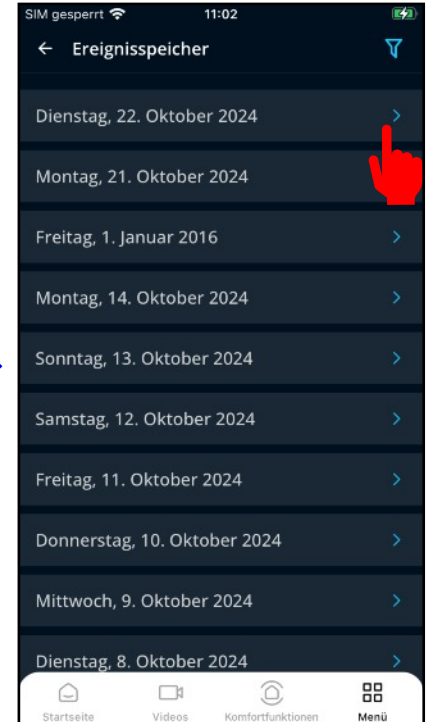 SIM gesperrt 11:02
Ereignisspeicher
Dienstag, 22. Oktober 2024
Montag, 21. Oktober 2024
Freitag, 1. Januar 2016
Montag, 14. Oktober 2024
Sonntag, 13. Oktober 2024
Samstag, 12. Oktober 2024
Freitag, 11. Oktober 2024
Donnerstag, 10. Oktober 2024
Mittwoch, 9. Oktober 2024
Dienstag, 8. Oktober 2024
Startseite Videos Komfortfunktionen Menü